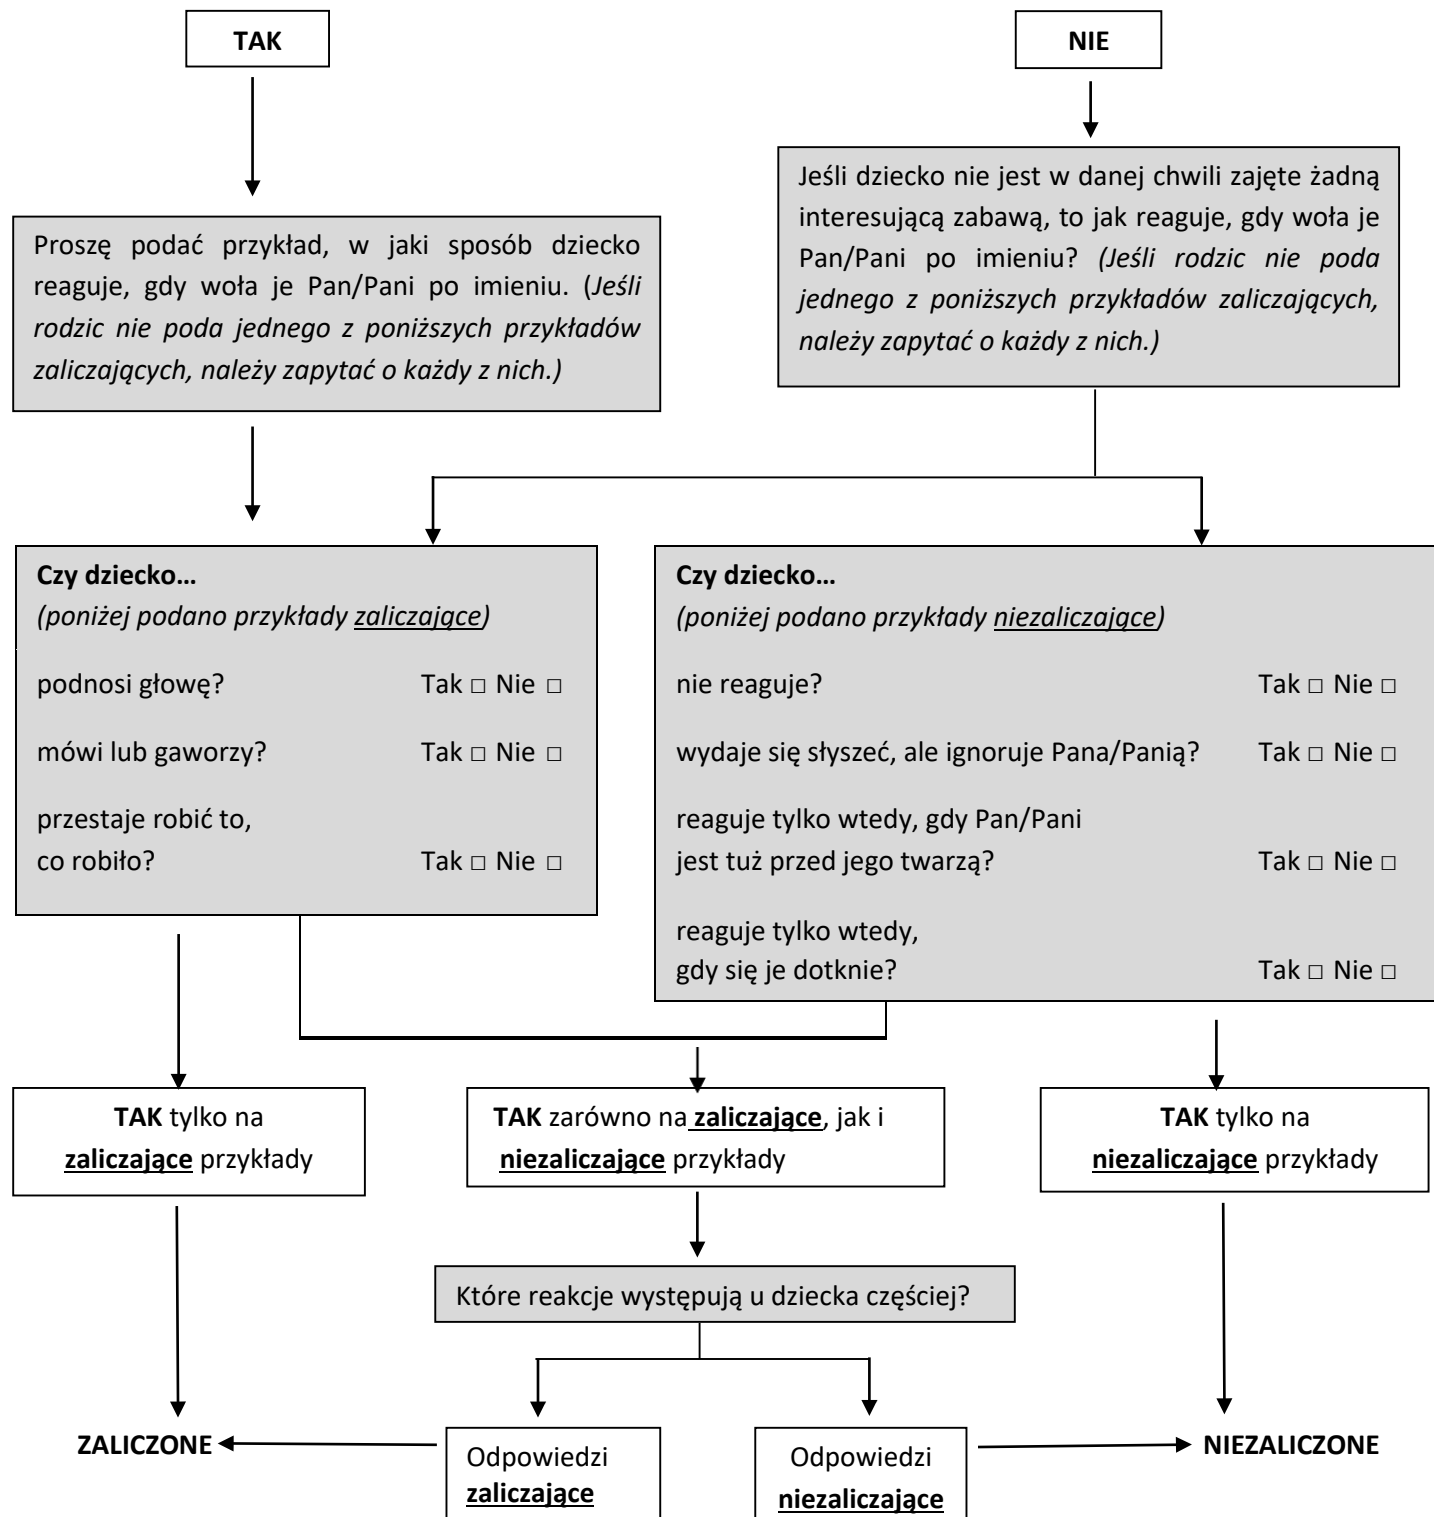 TAK
NIE
Jeśli dziecko nie jest w danej chwili zajęte żadną
interesującą zabawą, to jak reaguje, gdy woła je
Pan/Pani po imieniu? (Jeśli rodzic nie poda
jednego z poniższych przykładów zaliczających,
należy zapytać o każdy z nich.)
Proszę podać przykład, w jaki sposób dziecko
reaguje, gdy woła je Pan/Pani po imieniu. (Jeśli
rodzic nie poda jednego z poniższych przykładów
zaliczających, należy zapytać o każdy z nich.)
Czy dziecko…
(poniżej podano przykłady zaliczające)
podnosi głowę? Tak □ Nie □
mówi lub gaworzy? Tak □ Nie □
przestaje robić to,
co robiło? Tak □ Nie □
Czy dziecko…
(poniżej podano przykłady niezaliczające)
nie reaguje? Tak □ Nie □
wydaje się słyszeć, ale ignoruje Pana/Panią? Tak □ Nie □
reaguje tylko wtedy, gdy Pan/Pani
jest tuż przed jego twarzą? Tak □ Nie □
reaguje tylko wtedy,
gdy się je dotknie? Tak □ Nie □
TAK tylko na
zaliczające przykłady
TAK zarówno na zaliczające, jak i
niezaliczające przykłady
TAK tylko na
niezaliczające przykłady
Które reakcje występują u dziecka częściej?
ZALICZONE
Odpowiedzi
zaliczające
Odpowiedzi
niezaliczające
NIEZALICZONE